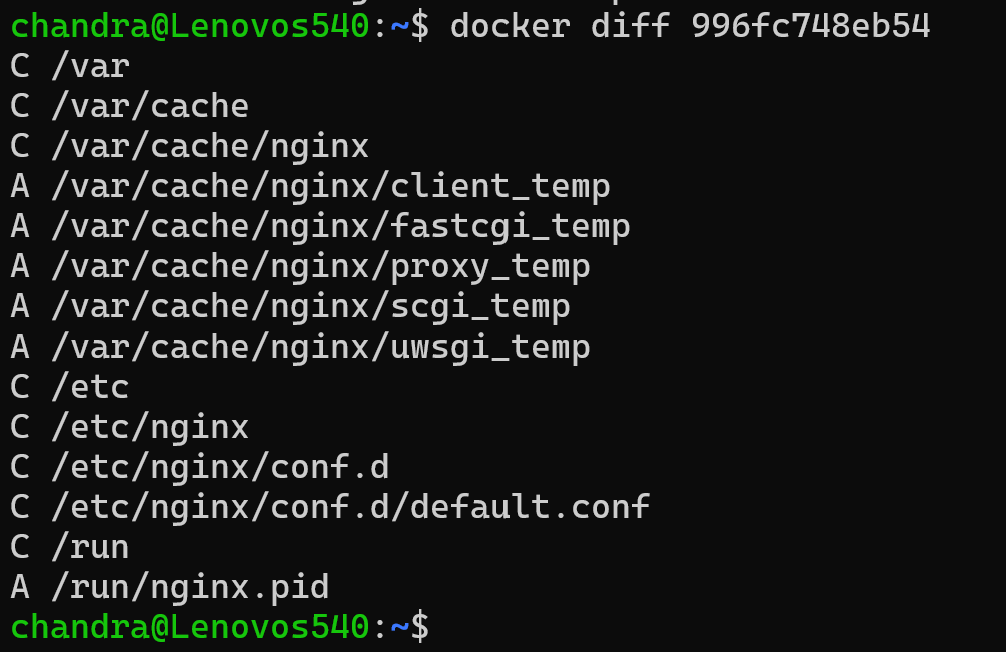 chandra@Lenovos540:~$ docker diff 996fc748eb54
C /var
C /var/cache
C /var/cache/nginx
A /var/cache/nginx/client_temp
A /var/cache/nginx/fastcgi_temp
A /var/cache/nginx/proxy_temp
A /var/cache/nginx/scgi_temp
A /var/cache/nginx/uwsgi_temp
C /etc
C /etc/nginx
C /etc/nginx/conf.d
C /etc/nginx/conf.d/default.conf
C /run
A /run/nginx.pid
chandra@Lenovos540:~$